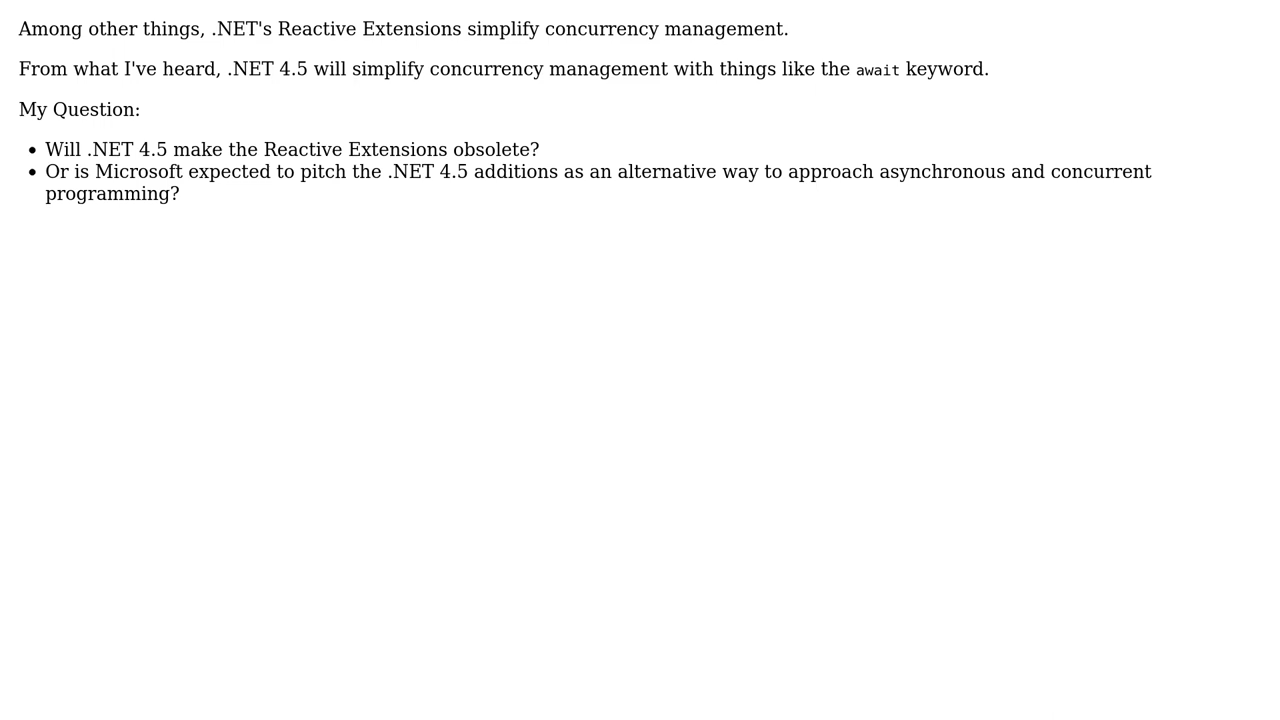 Among other things, .NET's Reactive Extensions simplify concurrency management.
From what I've heard, .NET 4.5 will simplify concurrency management with things like the await keyword.
My Question:
• Will .NET 4.5 make the Reactive Extensions obsolete?
• Or is Microsoft expected to pitch the .NET 4.5 additions as an alternative way to approach asynchronous and concurrent
programming?